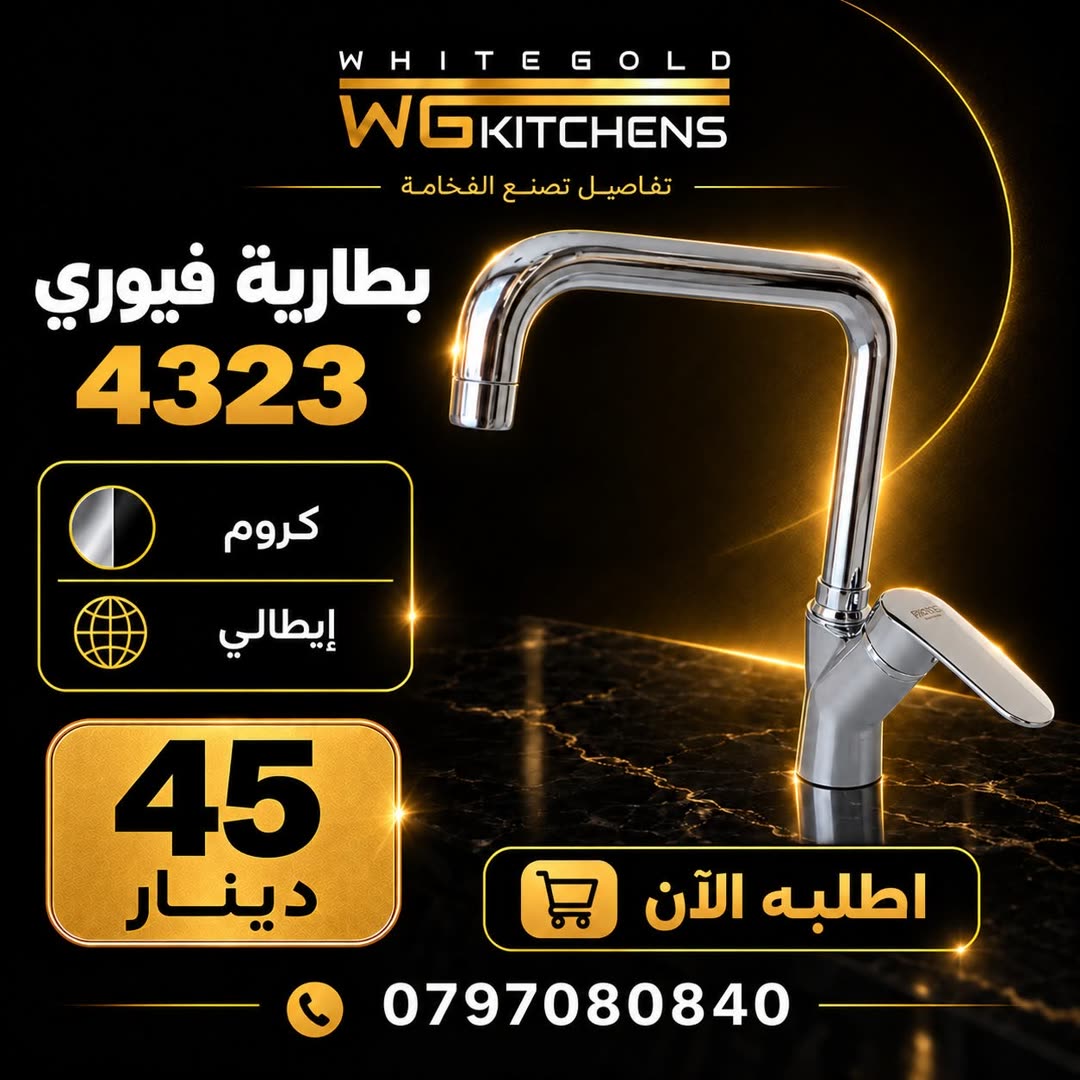 WHITEGOLD
WG KITCHENS
تفاصيل تصنع الفخامة
بطارية فيوري
4323
كروم
إيطالي
45
دينار
اطلبه الآن
0797080840